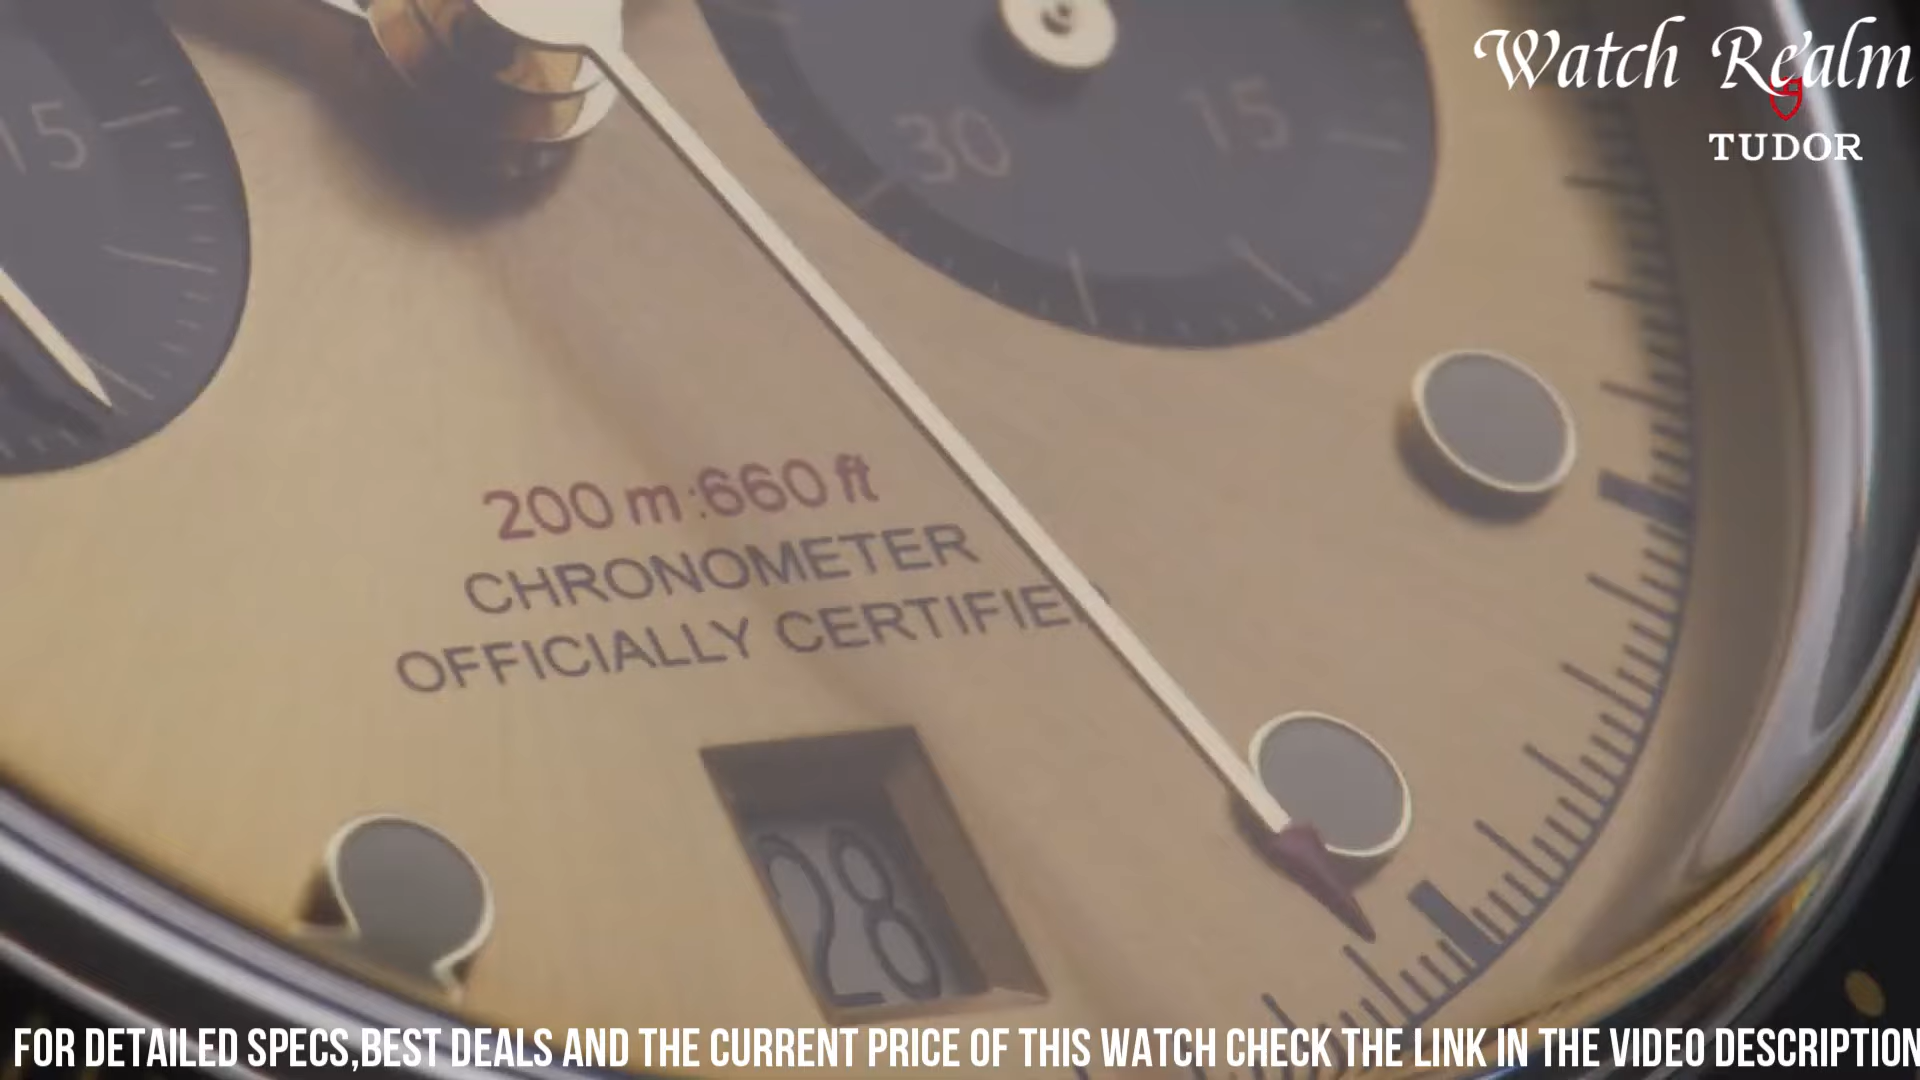 Watch Realm
TUDOR
15
30
15
200 m:660 ft
CHRONOMETER
OFFICIALLY CERTIFIED
28
FOR DETAILED SPECS,BEST DEALS AND THE CURRENT PRICE OF THIS WATCH CHECK THE LINK IN THE VIDEO DESCRIPTION